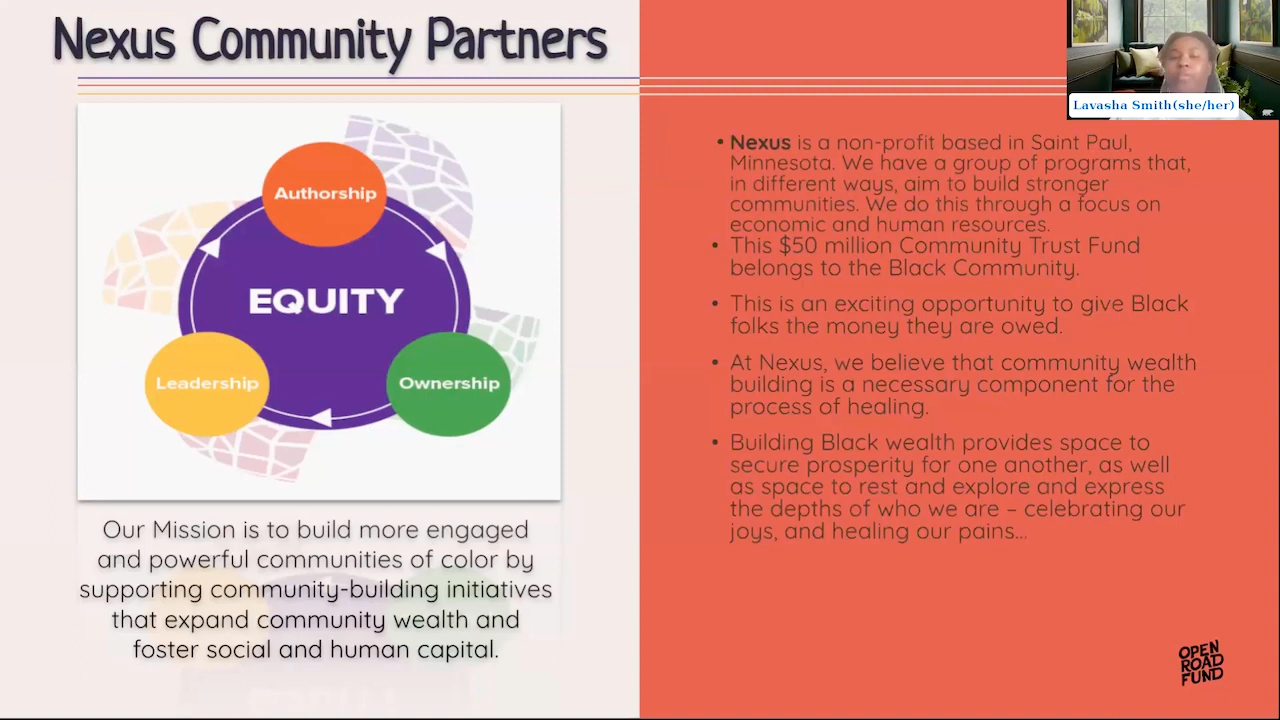 Nexus Community Partners
Authorship
EQUITY
Leadership
Ownership
Our Mission is to build more engaged
and powerful communities of color by
supporting community-building initiatives
that expand community wealth and
foster social and human capital.
Lavasha Smith(she/her)
• Nexus is a non-profit based in Saint Paul,
Minnesota. We have a group of programs that,
in different ways, aim to build stronger
communities. We do this through a focus on
economic and human resources.
• This $50 million Community Trust Fund
belongs to the Black Community.
• This is an exciting opportunity to give Black
folks the money they are owed.
• At Nexus, we believe that community wealth
building is a necessary component for the
process of healing.
• Building Black wealth provides space to
secure prosperity for one another, as well
as space to rest and explore and express
the depths of who we are – celebrating our
joys, and healing our pains...
OPEN
ROAD
FUND